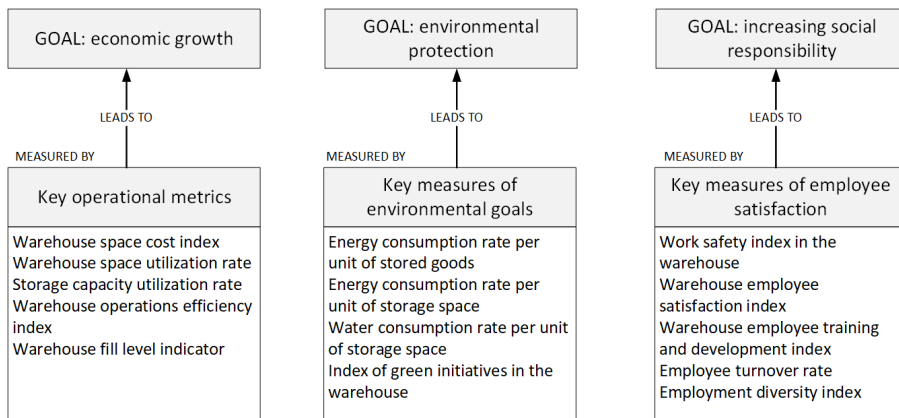 GOAL: economic growth
LEADS TO
MEASURED BY
Key operational metrics
Warehouse space cost index
Warehouse space utilization rate
Storage capacity utilization rate
Warehouse operations efficiency
index
Warehouse fill level indicator
GOAL: environmental
protection
LEADS TO
MEASURED BY
Key measures of
environmental goals
Energy consumption rate per
unit of stored goods
Energy consumption rate per
unit of storage space
Water consumption rate per unit
of storage space
Index of green initiatives in the
warehouse
GOAL: increasing social
responsibility
LEADS TO
MEASURED BY
Key measures of employee
satisfaction
Work safety index in the
warehouse
Warehouse employee
satisfaction index
Warehouse employee training
and development index
Employee turnover rate
Employment diversity index